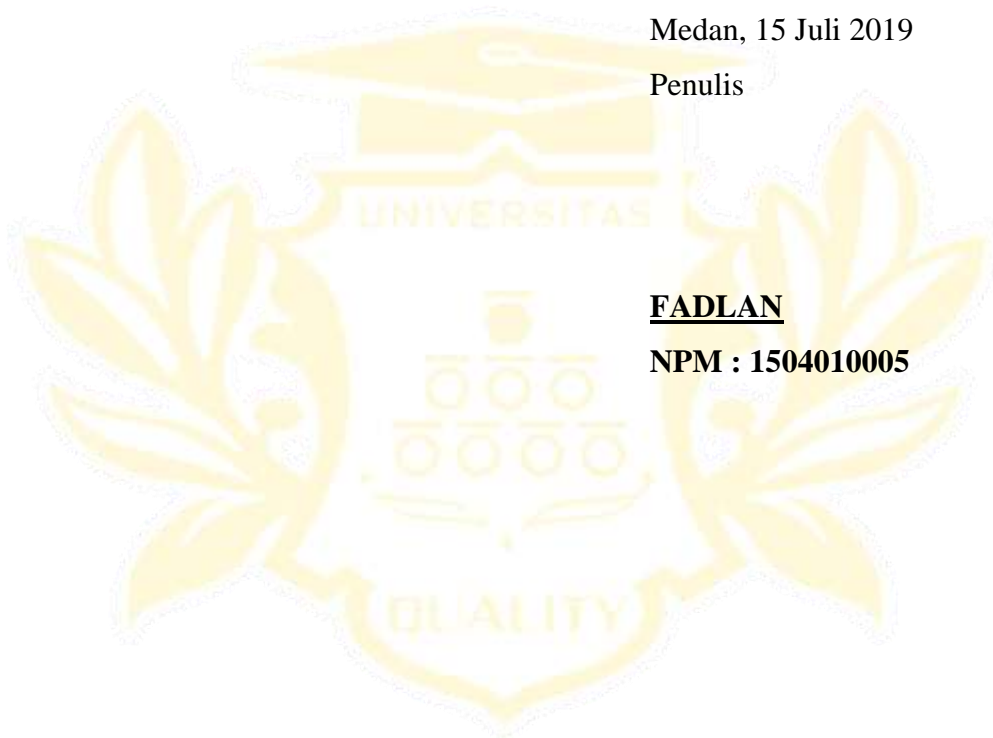 Medan, 15 Juli 2019
Penulis
UNIVERSITAS
FADLAN
NPM : 1504010005
QUALITY